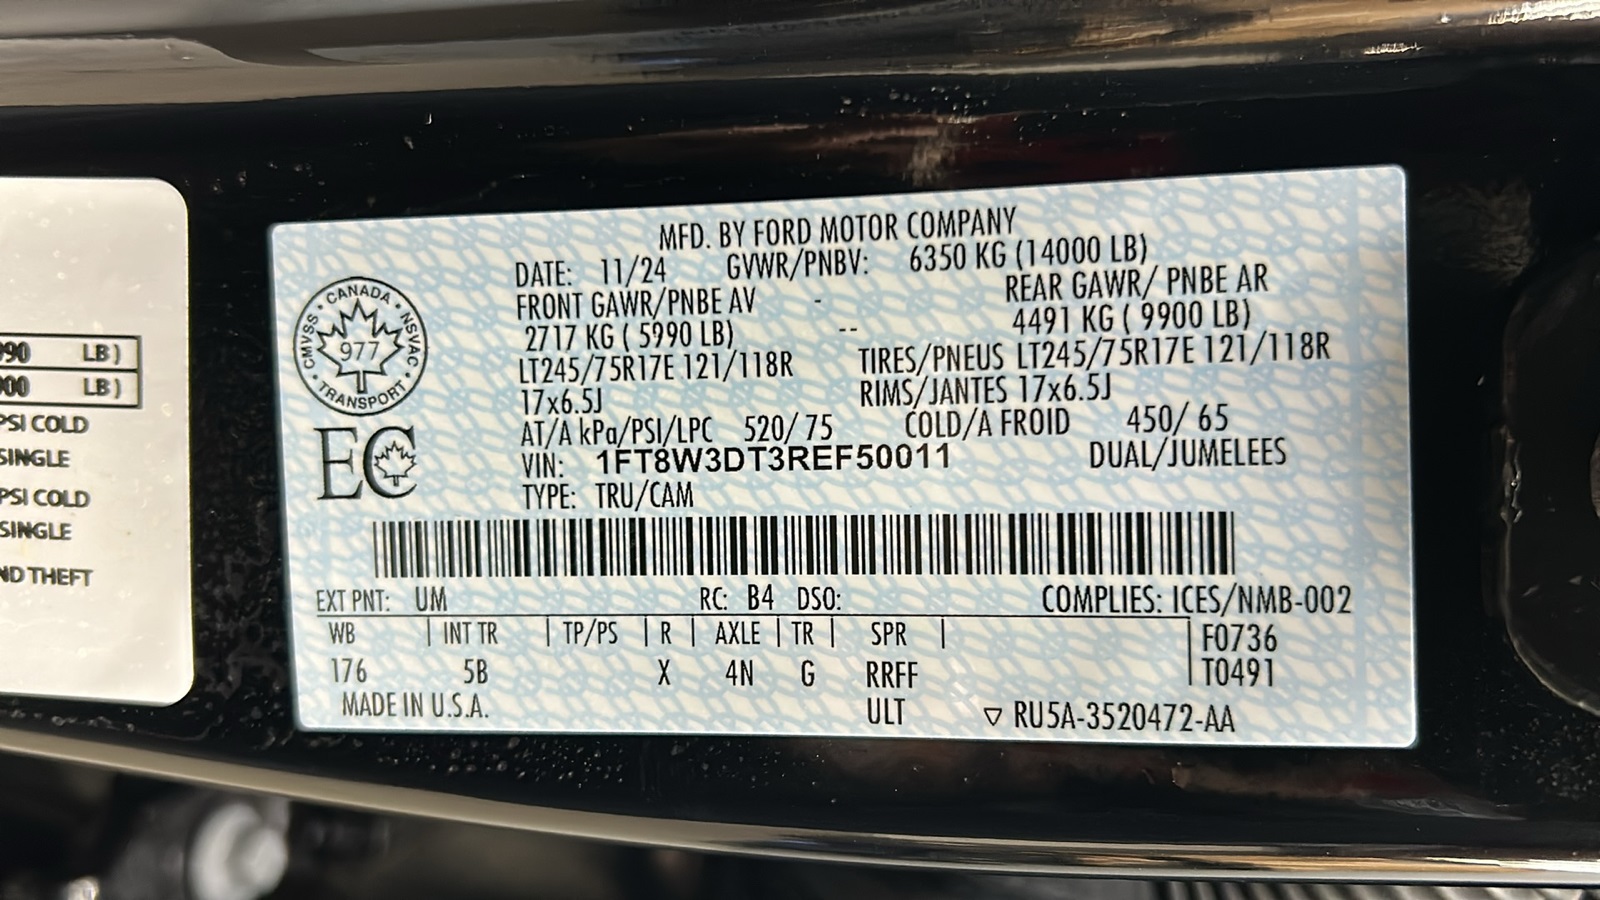 990 LB)
900 LB)
PSI COLD
SINGLE
PSI COLD
SINGLE
ND THEFT
MFD. BY FORD MOTOR COMPANY
DATE: 11/24 GVWR/PNBV: 6350 KG (14000 LB)
FRONT GAWR/PNBE AV - REAR GAWR/ PNBE AR
2717 KG ( 5990 LB) -- 4491 KG ( 9900 LB)
LT245/75R17E 121/118R TIRES/PNEUS LT245/75R17E 121/118R
17x6.5J RIMS/JANTES 17x6.5J
AT/A kPa/PSI/LPC 520/ 75 COLD/A FROID 450/ 65
VIN: 1FT8W3DT3REF50011 DUAL/JUMELEES
TYPE: TRU/CAM
CANADA
CMVSS NSVAC
977
TRANSPORT
EC
EXT PNT: UM RC: B4 DSO: COMPLIES: ICES/NMB-002
WB | INT TR | TP/PS | R | AXLE | TR | SPR | F0736
176 5B X 4N G RRFF T0491
MADE IN U.S.A. ULT ▽ RU5A-3520472-AA